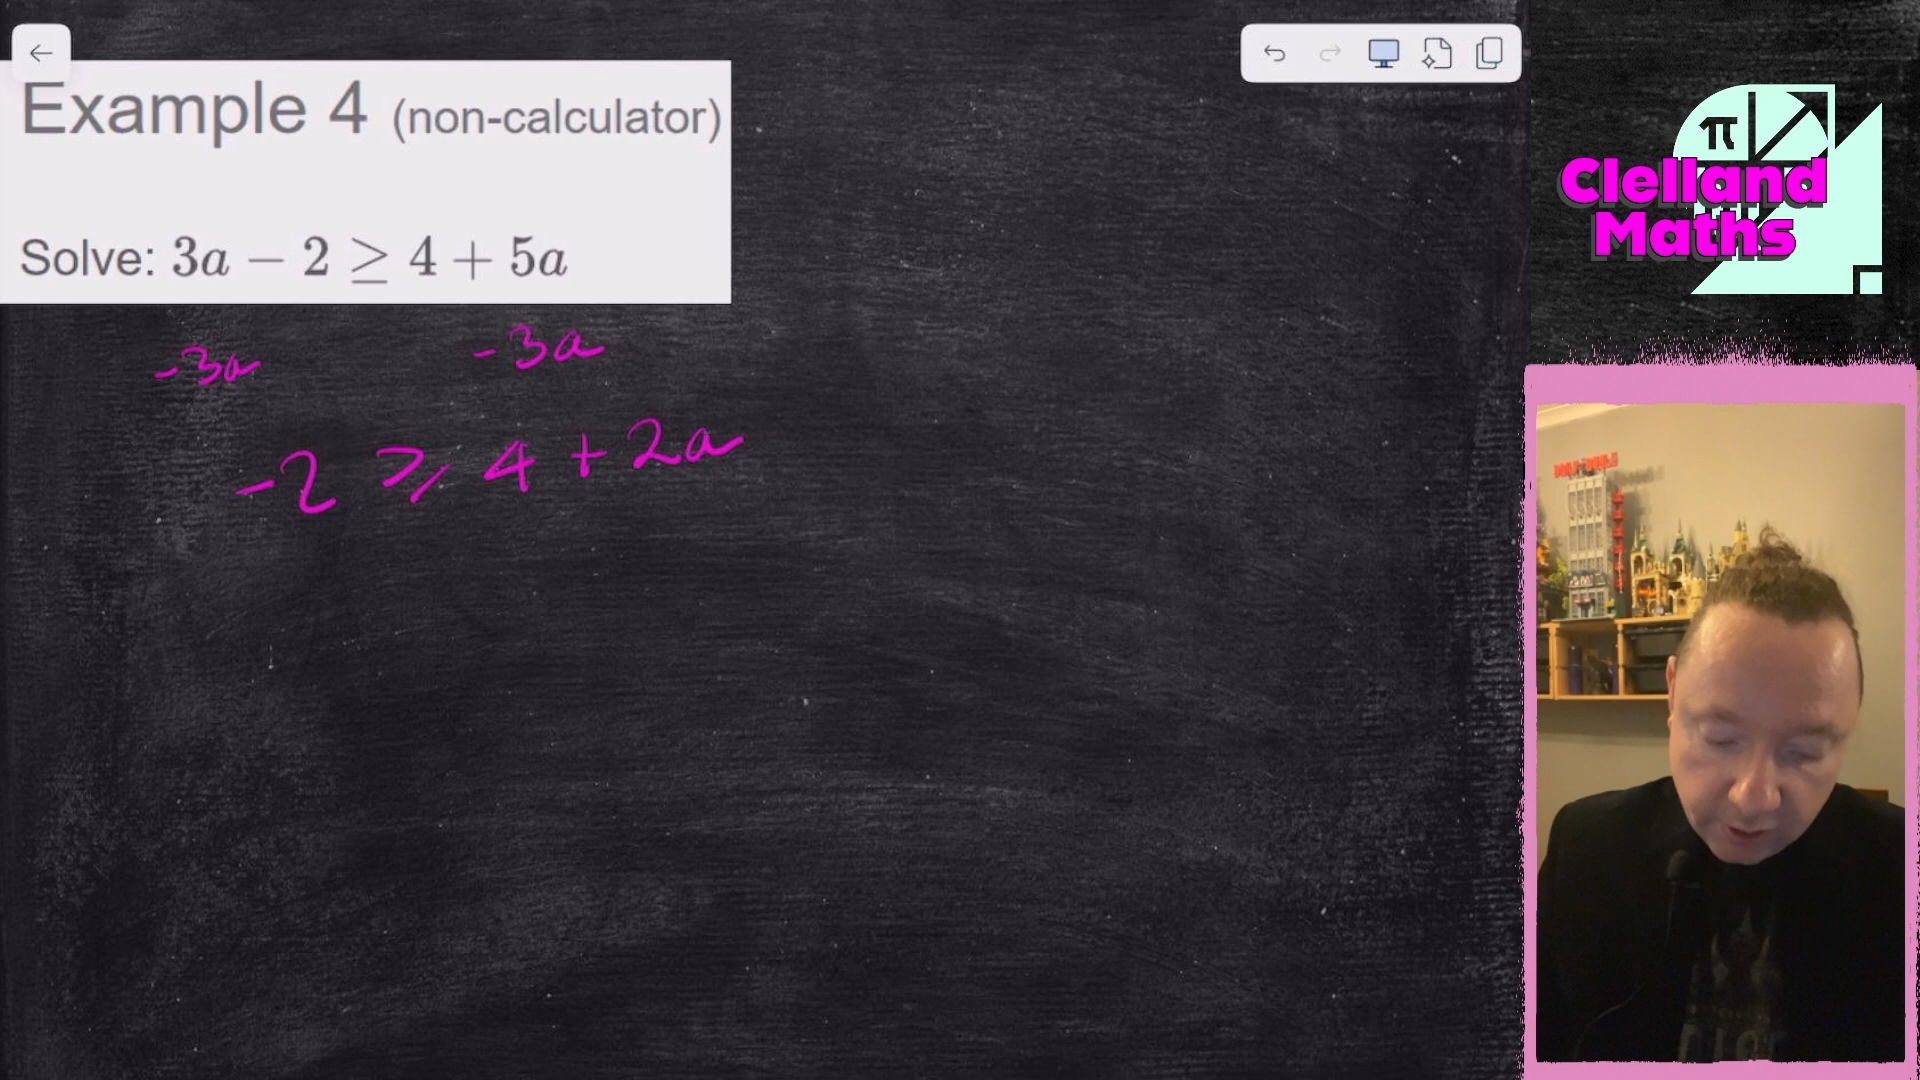 Example 4 (non-calculator)
Solve: 3a − 2 ≥ 4 + 5a
-3a -3a
-2 ⩾ 4 + 2a
π
Clelland
Maths